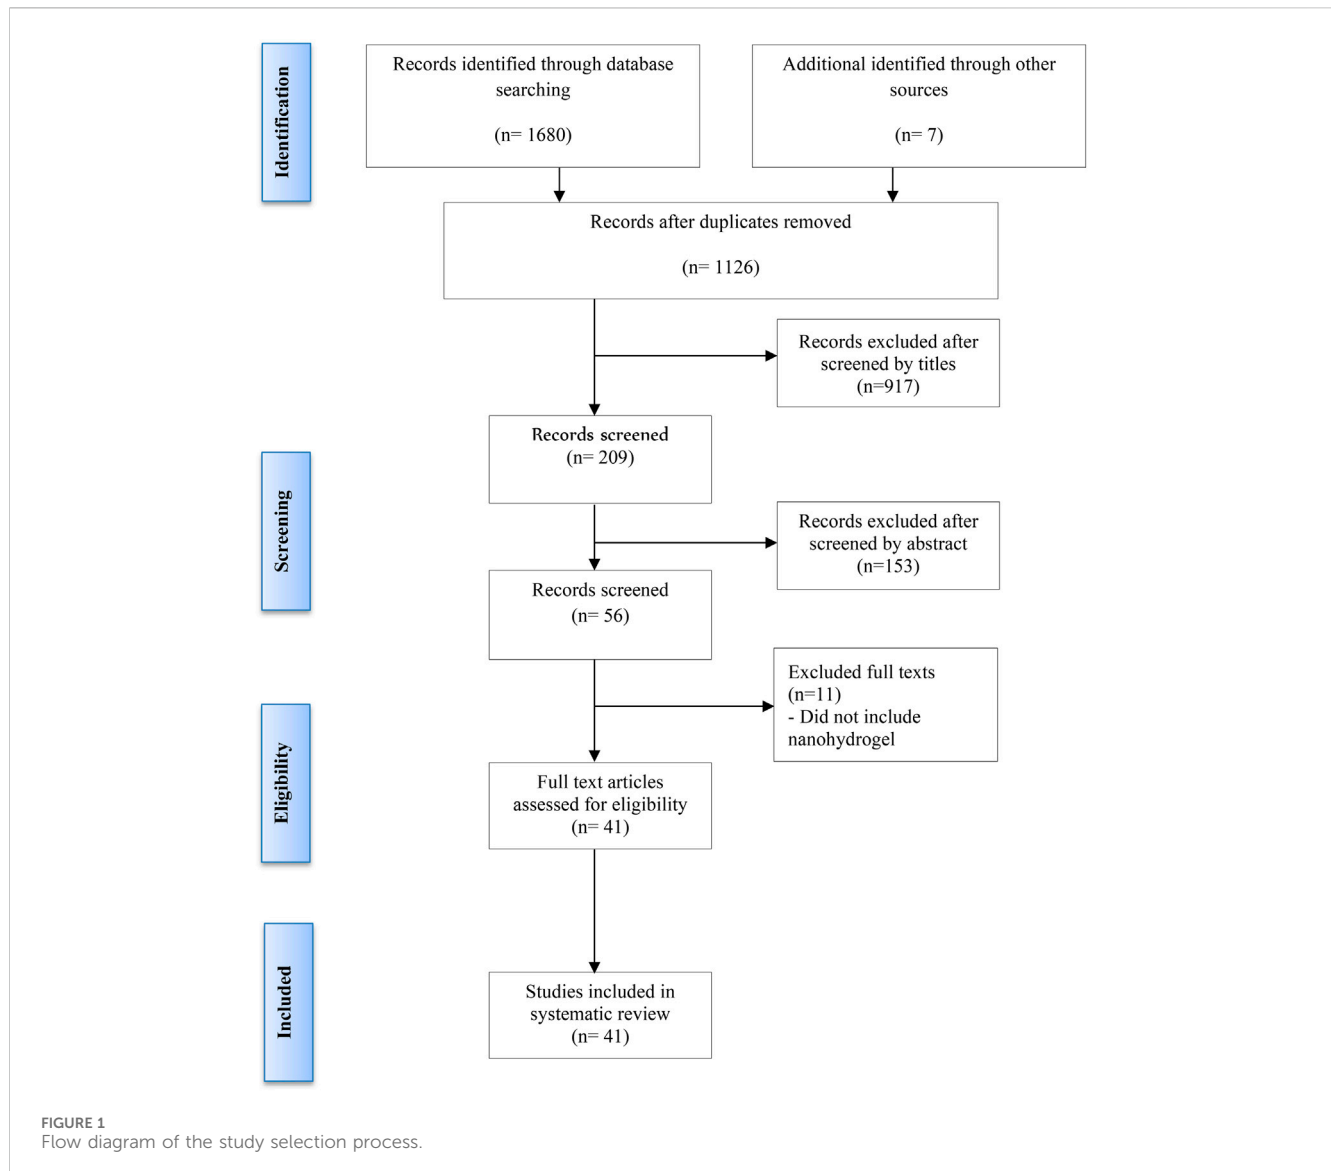 Identification
Records identified through database
searching
(n= 1680)
Additional identified through other
sources
(n= 7)
Records after duplicates removed
(n= 1126)
Records excluded after
screened by titles
(n=917)
Records screened
(n= 209)
Screening
Records excluded after
screened by abstract
(n=153)
Records screened
(n= 56)
Excluded full texts
(n=11)
- Did not include
nanohydrogel
Eligibility
Full text articles
assessed for eligibility
(n= 41)
Included
Studies included in
systematic review
(n= 41)
FIGURE 1
Flow diagram of the study selection process.